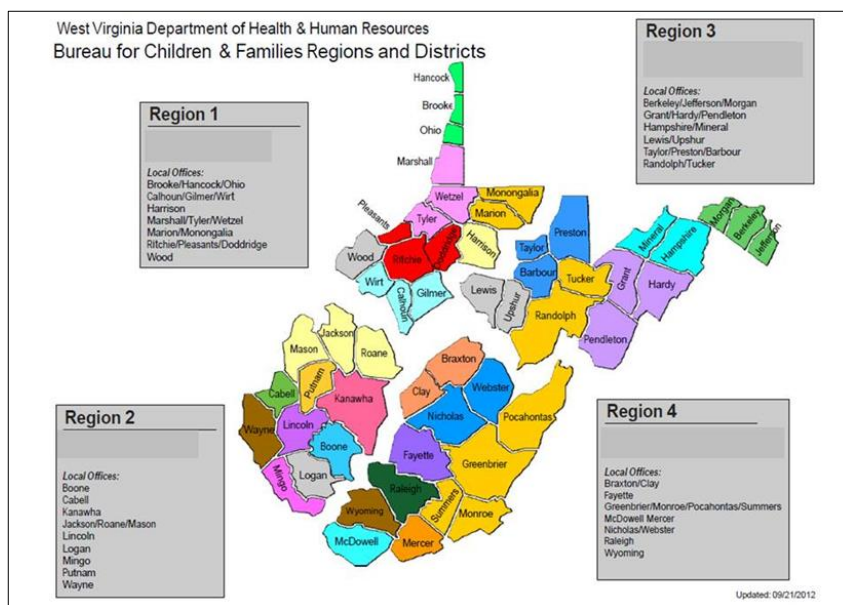 West Virginia Department of Health & Human Resources
Bureau for Children & Families Regions and Districts
Region 1
Local Offices:
Brooke/Hancock/Ohio
Calhoun/Gilmer/Wirt
Harrison
Marshall/Tyler/Wetzel
Marion/Monongalia
Ritchie/Pleasants/Doddridge
Wood
Region 3
Local Offices:
Berkeley/Jefferson/Morgan
Grant/Hardy/Pendleton
Hampshire/Mineral
Lewis/Upshur
Taylor/Preston/Barbour
Randolph/Tucker
Hancock
Brooke
Ohio
Marshall
Wetzel
Monongalia
Marion
Pleasants
Tyler
Harrison
Doddridge
Ritchie
Wood
Wirt
Calhoun
Gilmer
Preston
Taylor
Barbour
Tucker
Lewis
Upshur
Randolph
Mineral
Hampshire
Morgan
Berkeley
Jefferson
Grant
Hardy
Pendleton
Mason
Jackson
Roane
Putnam
Cabell
Kanawha
Wayne
Lincoln
Boone
Logan
Mingo
Braxton
Clay
Webster
Nicholas
Pocahontas
Fayette
Greenbrier
Raleigh
Summers
Monroe
Wyoming
McDowell
Mercer
Region 2
Local Offices:
Boone
Cabell
Kanawha
Jackson/Roane/Mason
Lincoln
Logan
Mingo
Putnam
Wayne
Region 4
Local Offices:
Braxton/Clay
Fayette
Greenbrier/Monroe/Pocahontas/Summers
McDowell Mercer
Nicholas/Webster
Raleigh
Wyoming
Updated: 09/21/2012